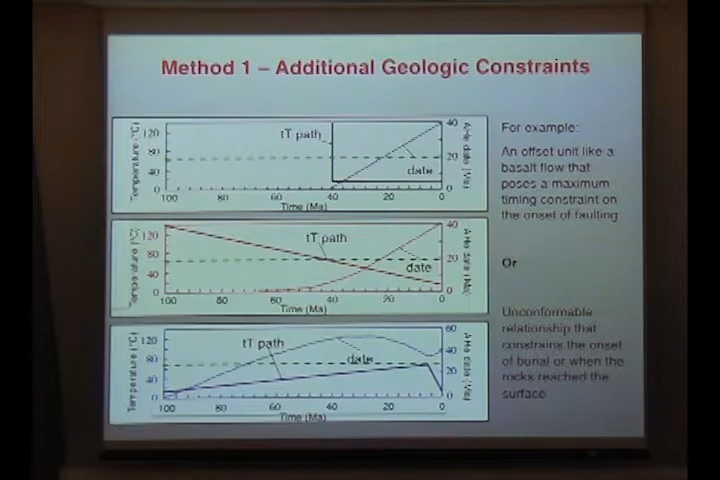 Method 1 – Additional Geologic Constraints
Temperature (°C)
120
80
40
0
tT path
date
40
20
0
100
80
60
40
20
0
Time (Ma)
Temperature (°C)
120
80
40
0
tT path
date
40
20
0
100
80
60
40
20
0
Time (Ma)
Temperature (°C)
120
80
40
0
tT path
date
60
40
20
0
100
80
60
40
20
0
Time (Ma)
For example:
An offset unit like a
basalt flow that
poses a maximum
timing constraint on
the onset of faulting
Or
Unconformable
relationship that
constrains the onset
of burial or when the
rocks reached the
surface